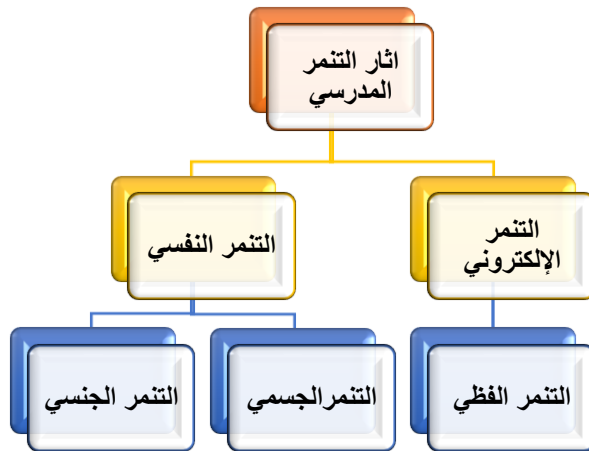 اثار التنمر
المدرسي
التنمر
الإلكتروني
التنمر النفسي
التنمر الفظي
التنمرالجسمي
التنمر الجنسي